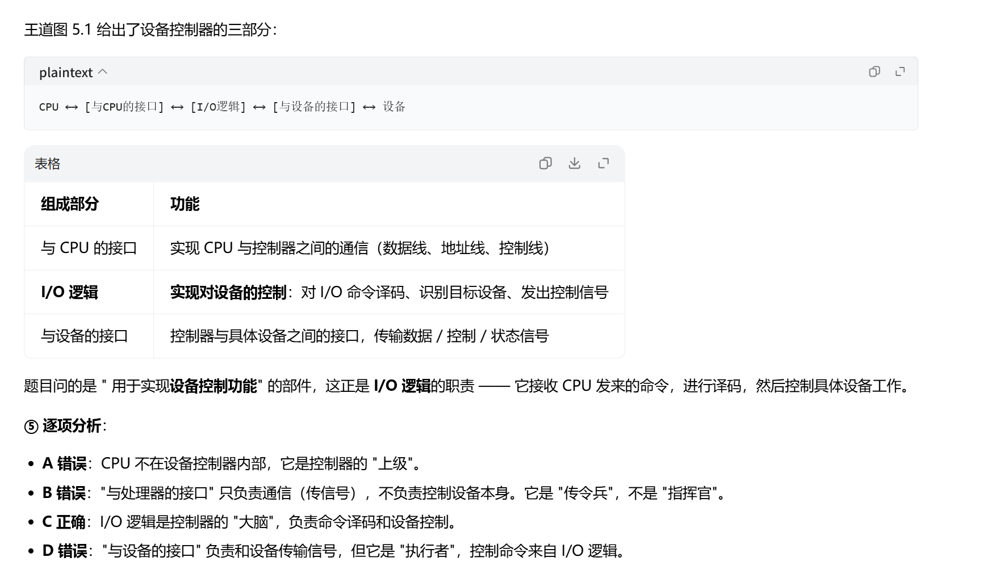 王道图 5.1 给出了设备控制器的三部分：
plaintext
CPU ↔ [与CPU的接口] ↔ [I/O逻辑] ↔ [与设备的接口] ↔ 设备
表格
组成部分 功能
与 CPU 的接口 实现 CPU 与控制器之间的通信（数据线、地址线、控制线）
I/O 逻辑 实现对设备的控制：对 I/O 命令译码、识别目标设备、发出控制信号
与设备的接口 控制器与具体设备之间的接口，传输数据 / 控制 / 状态信号
题目问的是 " 用于实现设备控制功能" 的部件，这正是 I/O 逻辑的职责 —— 它接收 CPU 发来的命令，进行译码，然后控制具体设备工作。
⑤ 逐项分析：
• A 错误：CPU 不在设备控制器内部，它是控制器的 "上级"。
• B 错误："与处理器的接口" 只负责通信（传信号），不负责控制设备本身。它是 "传令兵"，不是 "指挥官"。
• C 正确：I/O 逻辑是控制器的 "大脑"，负责命令译码和设备控制。
• D 错误："与设备的接口" 负责和设备传输信号，但它是 "执行者"，控制命令来自 I/O 逻辑。